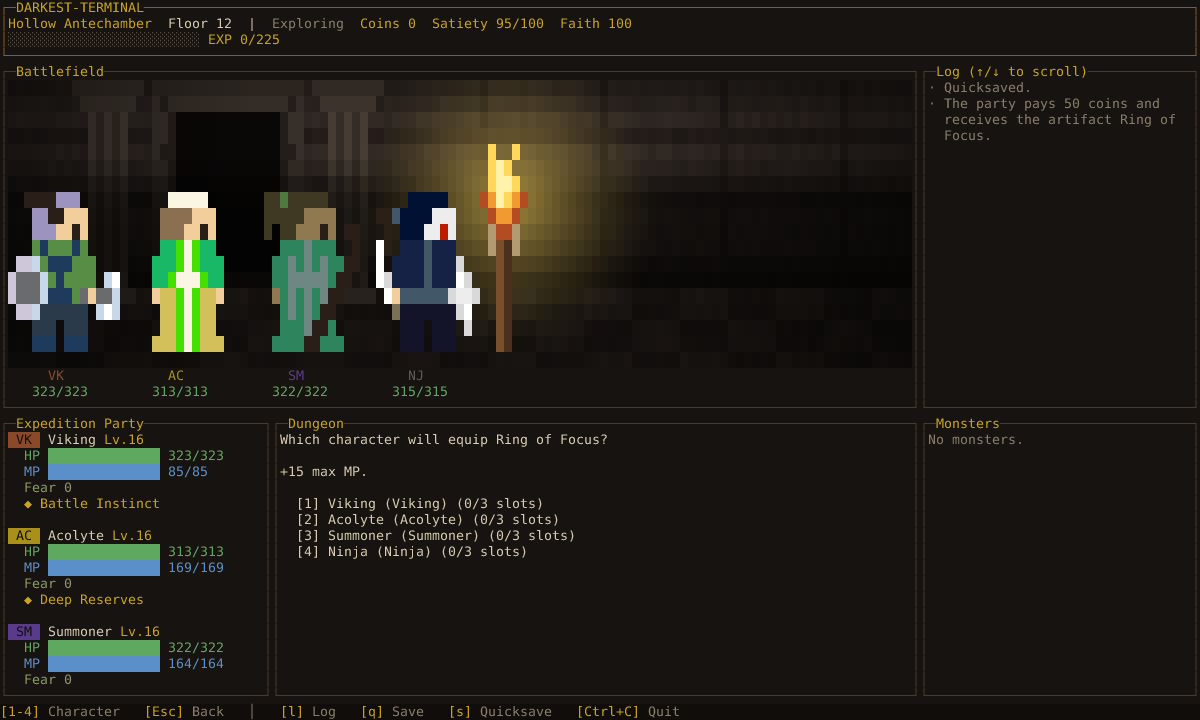 DARKEST-TERMINAL
Hollow Antechamber  Floor 12  |  Exploring  Coins 0  Satiety 95/100  Faith 100
EXP 0/225
Battlefield
VK AC SM NJ
323/323 313/313 322/322 315/315
Log (↑/↓ to scroll)
· Quicksaved.
· The party pays 50 coins and
receives the artifact Ring of
Focus.
Expedition Party
VK Viking Lv.16
HP 323/323
MP 85/85
Fear 0
◆ Battle Instinct
AC Acolyte Lv.16
HP 313/313
MP 169/169
Fear 0
◆ Deep Reserves
SM Summoner Lv.16
HP 322/322
MP 164/164
Fear 0
Dungeon
Which character will equip Ring of Focus?
+15 max MP.
[1] Viking (Viking) (0/3 slots)
[2] Acolyte (Acolyte) (0/3 slots)
[3] Summoner (Summoner) (0/3 slots)
[4] Ninja (Ninja) (0/3 slots)
Monsters
No monsters.
[1-4] Character  [Esc] Back  │  [l] Log  [q] Save  [s] Quicksave  [Ctrl+C] Quit